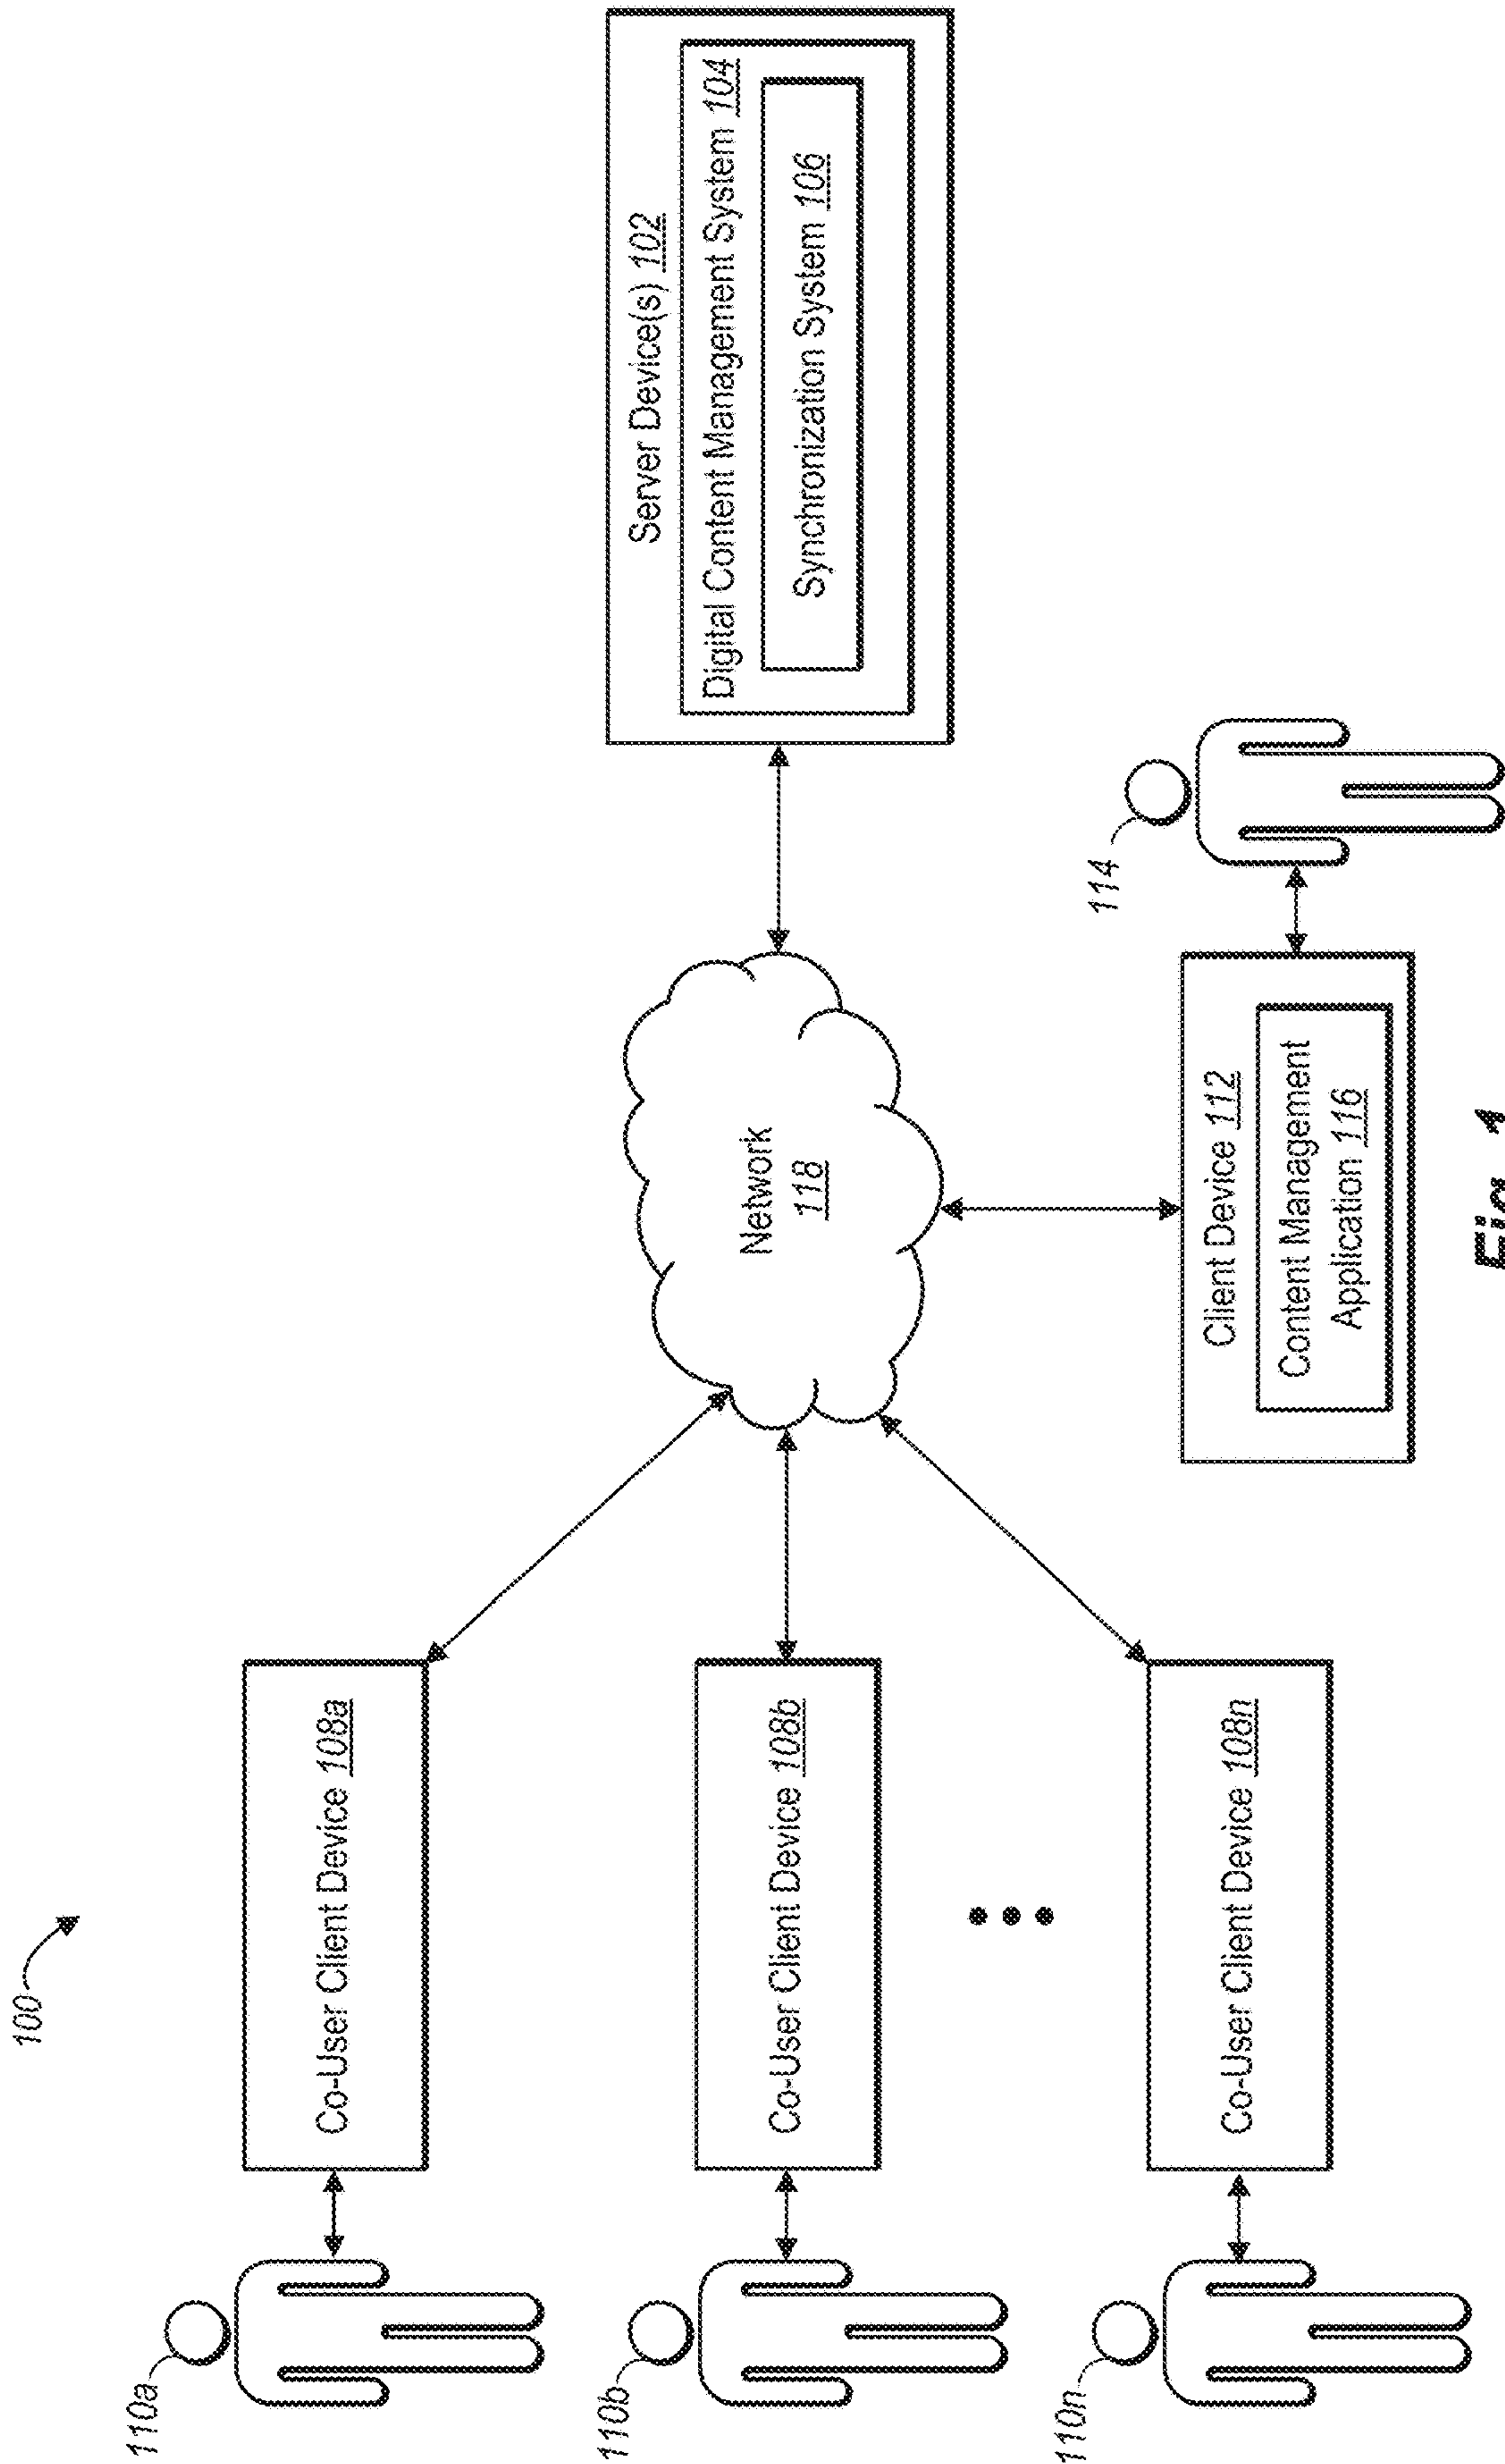 100
110a
Co-User Client Device 108a
110b
Co-User Client Device 108b
110n
Co-User Client Device 108n
Network
118
Server Device(s) 102
Digital Content Management System 104
Synchronization System 106
Client Device 112
Content Management
Application 116
114
Fig. 1